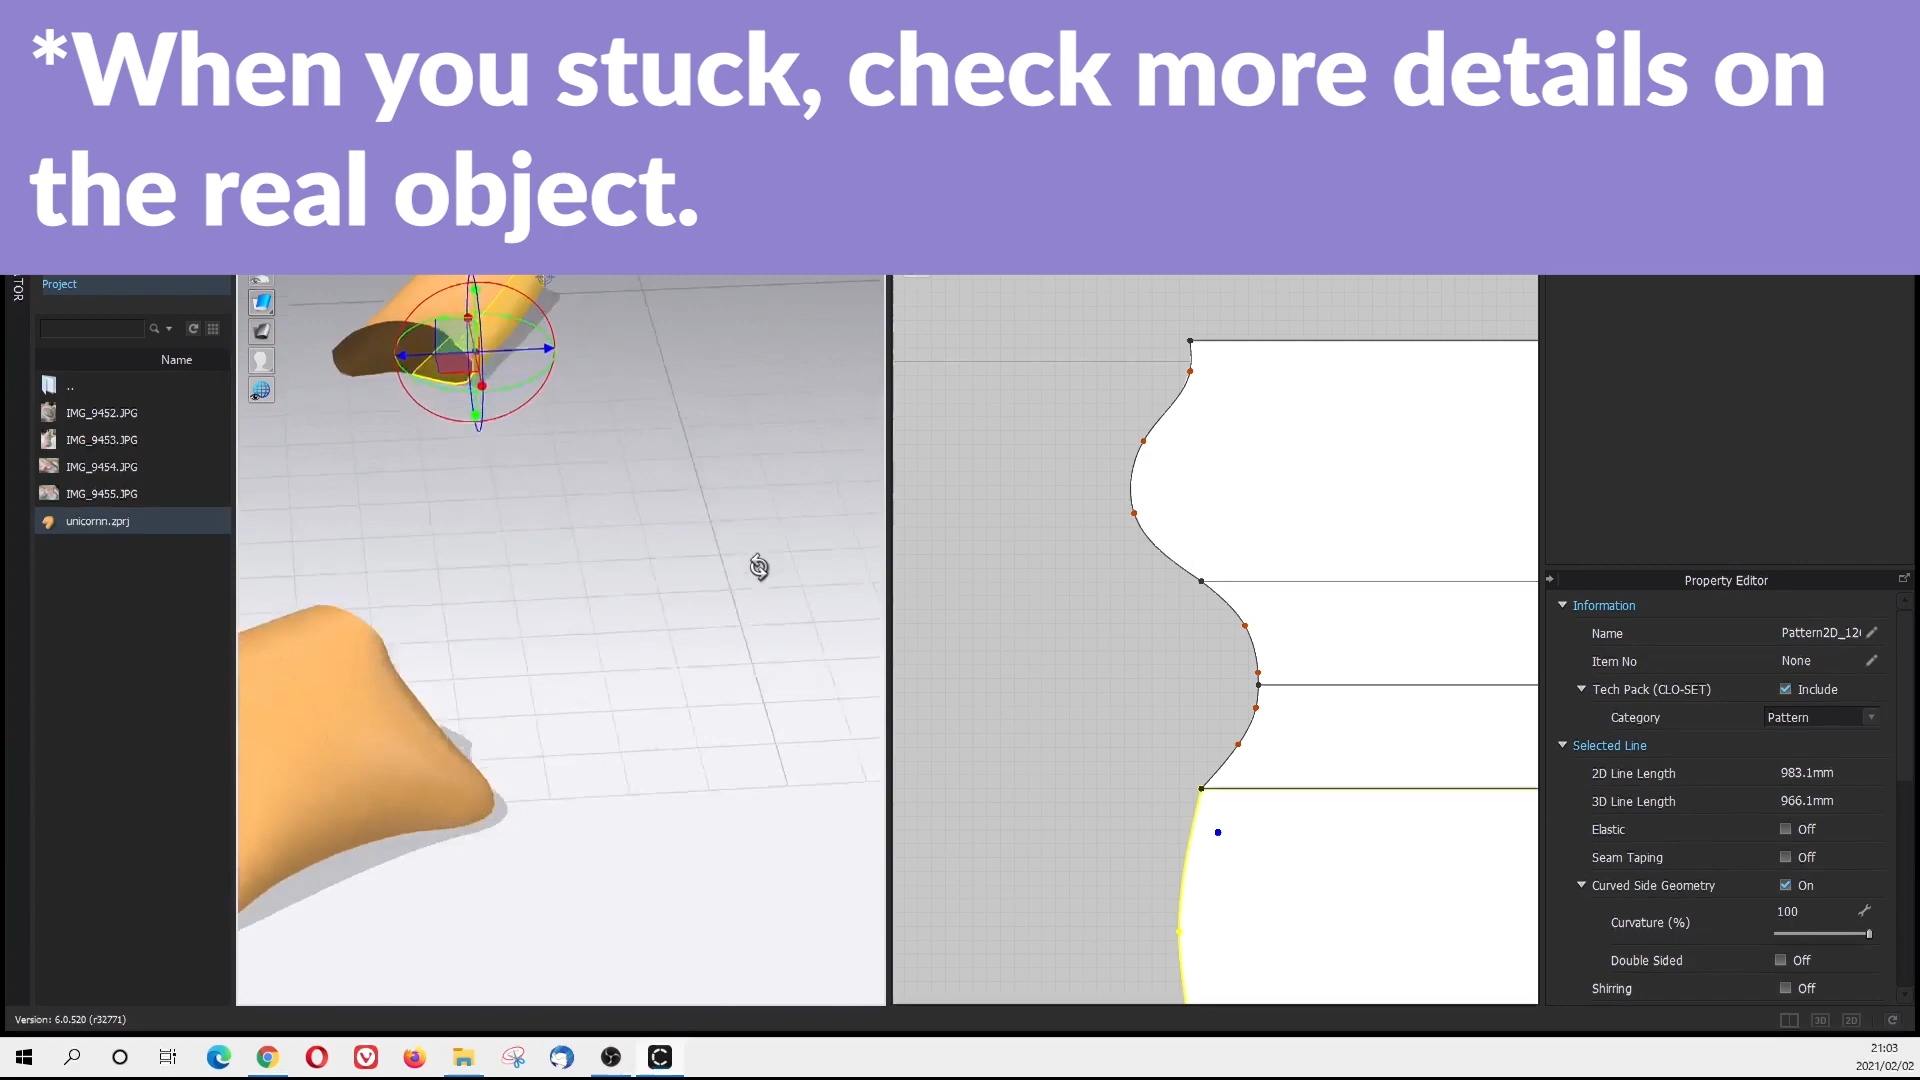 *When you stuck, check more details on
the real object.
TOR
Project
Name
..
IMG_9452.JPG
IMG_9453.JPG
IMG_9454.JPG
IMG_9455.JPG
unicornn.zprj
Property Editor
Information
Name Pattern2D_12
Item No None
Tech Pack (CLO-SET) Include
Category Pattern
Selected Line
2D Line Length 983.1mm
3D Line Length 966.1mm
Elastic Off
Seam Taping Off
Curved Side Geometry On
Curvature (%) 100
Double Sided Off
Shirring Off
Version: 6.0.520 (r32771)
3D 2D
21:03
2021/02/02